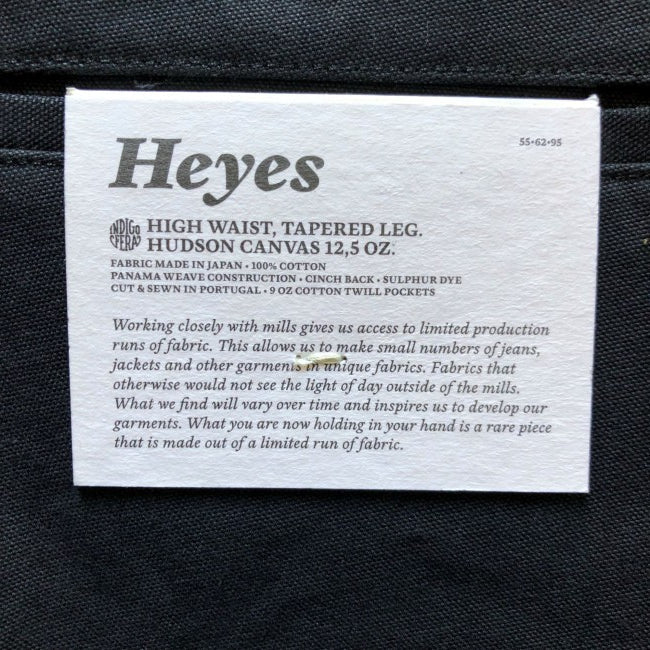 55•62•95
Heyes
INDIGO
FERA
HIGH WAIST, TAPERED LEG.
HUDSON CANVAS 12,5 OZ.
FABRIC MADE IN JAPAN • 100% COTTON
PANAMA WEAVE CONSTRUCTION • CINCH BACK • SULPHUR DYE
CUT & SEWN IN PORTUGAL • 9 OZ COTTON TWILL POCKETS
Working closely with mills gives us access to limited production
runs of fabric. This allows us to make small numbers of jeans,
jackets and other garments in unique fabrics. Fabrics that
otherwise would not see the light of day outside of the mills.
What we find will vary over time and inspires us to develop our
garments. What you are now holding in your hand is a rare piece
that is made out of a limited run of fabric.